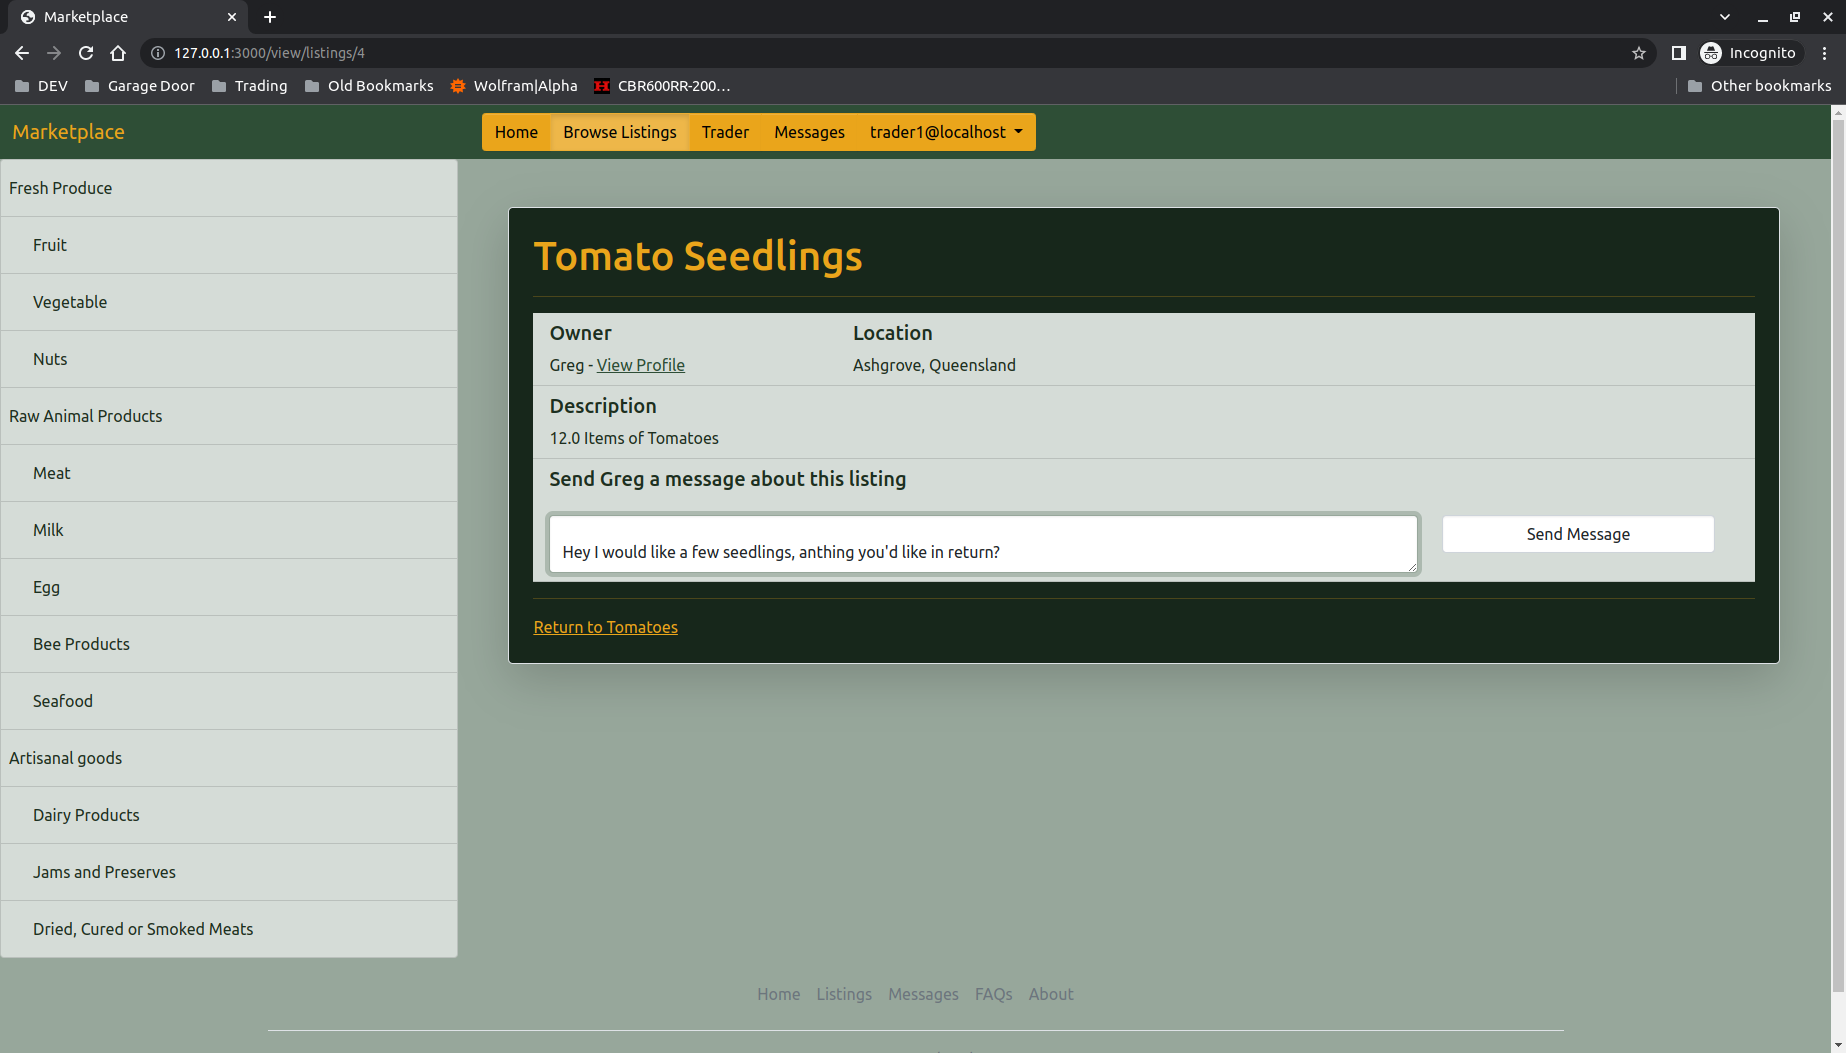 Marketplace
127.0.0.1:3000/view/listings/4
Incognito
DEV Garage Door Trading Old Bookmarks Wolfram|Alpha CBR600RR-200... Other bookmarks
Marketplace
Home Browse Listings Trader Messages trader1@localhost
Fresh Produce
Fruit
Vegetable
Nuts
Raw Animal Products
Meat
Milk
Egg
Bee Products
Seafood
Artisanal goods
Dairy Products
Jams and Preserves
Dried, Cured or Smoked Meats
Tomato Seedlings
Owner Location
Greg - View Profile Ashgrove, Queensland
Description
12.0 Items of Tomatoes
Send Greg a message about this listing
Hey I would like a few seedlings, anthing you'd like in return?
Send Message
Return to Tomatoes
Home Listings Messages FAQs About